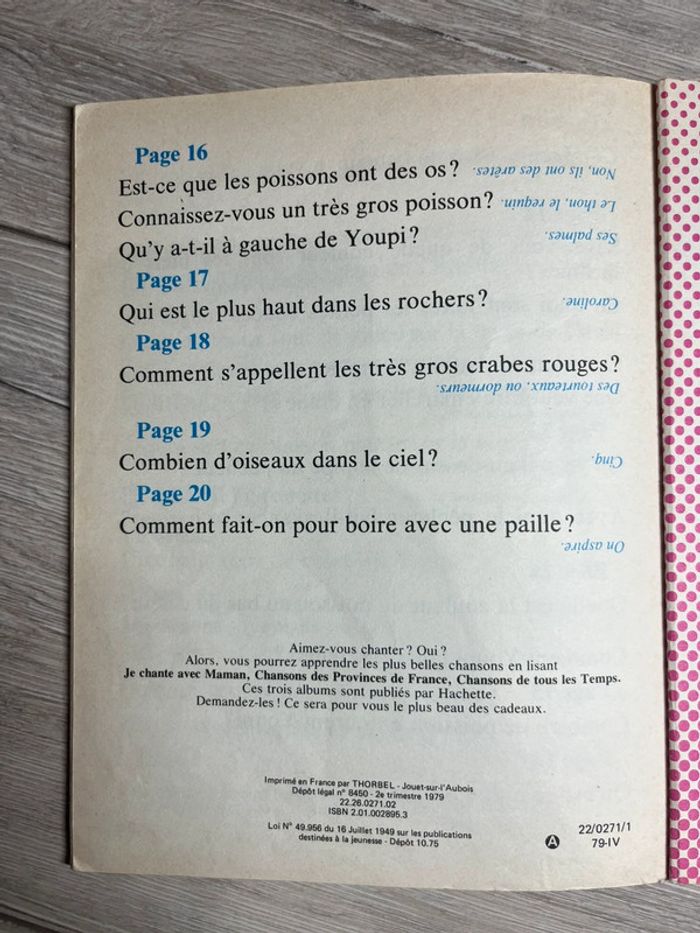 Page 16
Est-ce que les poissons ont des os ? Non, ils ont des arêtes.
Connaissez-vous un très gros poisson ? Le thon, le requin.
Qu'y a-t-il à gauche de Youpi ? Ses palmes.
Page 17
Qui est le plus haut dans les rochers ? Caroline.
Page 18
Comment s'appellent les très gros crabes rouges ?
Des tourteaux, ou dormeurs.
Page 19
Combien d'oiseaux dans le ciel ? Cinq.
Page 20
Comment fait-on pour boire avec une paille ?
On aspire.
Aimez-vous chanter ? Oui ?
Alors, vous pourrez apprendre les plus belles chansons en lisant
Je chante avec Maman, Chansons des Provinces de France, Chansons de tous les Temps.
Ces trois albums sont publiés par Hachette.
Demandez-les ! Ce sera pour vous le plus beau des cadeaux.
Imprimé en France par THORBEL - Jouet-sur-l'Aubois
Dépôt légal n° 8450 - 2e trimestre 1979
22.26.0271.02
ISBN 2.01.002895.3
Loi N° 49.956 du 16 Juillet 1949 sur les publications
destinées à la jeunesse - Dépôt 10.75
A
22/0271/1
79-IV